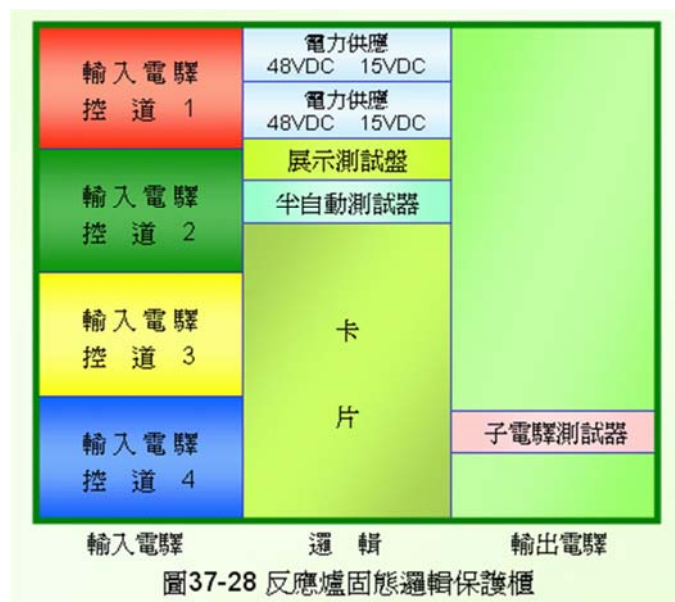 輸入電驛
控 道 1
輸入電驛
控 道 2
輸入電驛
控 道 3
輸入電驛
控 道 4
電力供應
48VDC 15VDC
電力供應
48VDC 15VDC
展示測試盤
半自動測試器
卡
片
子電驛測試器
輸入電驛
邏 輯
輸出電驛
圖37-28 反應爐固態邏輯保護櫃